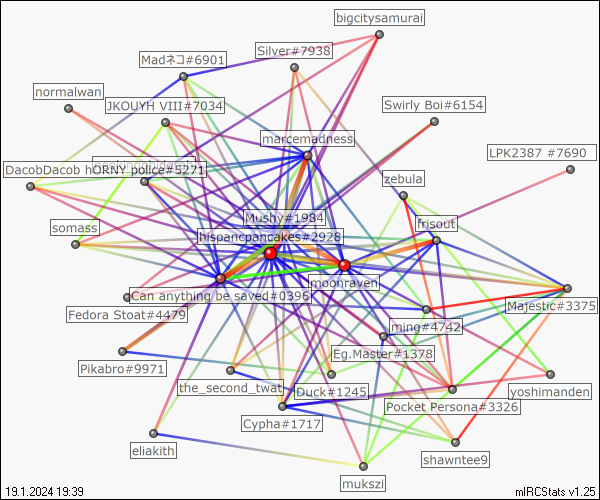 bigcitysamurai
Silver#7938
Madネコ#6901
normalwan
JKOUYH VIII#7034
Swirly Boi#6154
marcemadness
LPK2387 #7690
DacobDacob
hORNY police#5271
zebula
Mushy#1984
frisout
somass
hispancpancakes#2928
moonraven
Can anything be saved#0396
Majestic#3375
Fedora Stoat#4479
ming#4742
Eg.Master#1378
Pikabro#9971
the_second_twat
Duck#1245
yoshimanden
Pocket Persona#3326
Cypha#1717
eliakith
shawntee9
mukszi
19.1.2024 19:39
mIRCStats v1.25